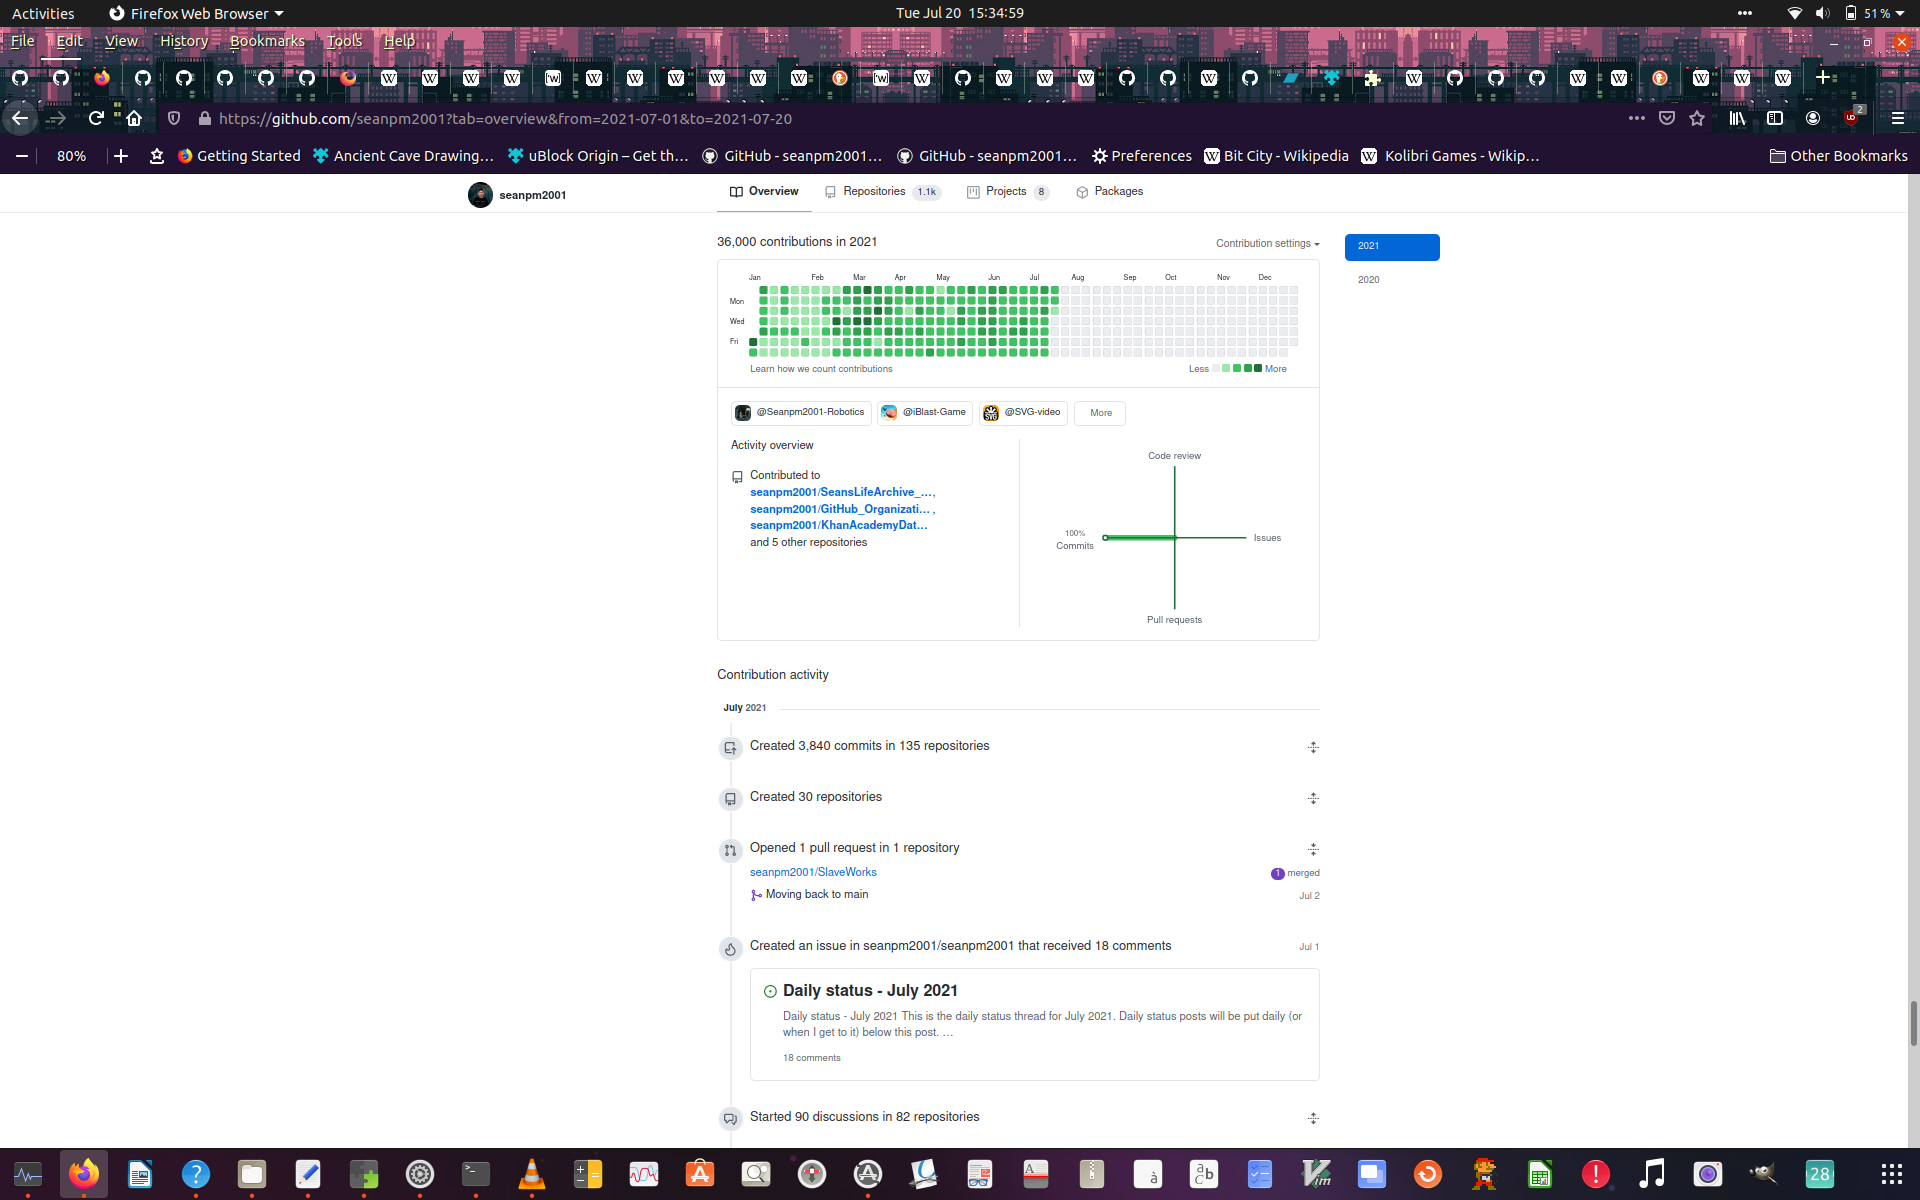 Activities
Firefox Web Browser
Tue Jul 20 15:34:59
51 %
File Edit View History Bookmarks Tools Help
https://github.com/seanpm2001?tab=overview&from=2021-07-01&to=2021-07-20
2
80%
Getting Started
Ancient Cave Drawing…
uBlock Origin – Get th…
GitHub - seanpm2001…
GitHub - seanpm2001…
Preferences
Bit City - Wikipedia
Kolibri Games - Wikip…
Other Bookmarks
seanpm2001
Overview
Repositories 1.1k
Projects 8
Packages
36,000 contributions in 2021
Contribution settings
2021
2020
Jan Feb Mar Apr May Jun Jul Aug Sep Oct Nov Dec
Mon
Wed
Fri
Learn how we count contributions
Less More
@Seanpm2001-Robotics
@iBlast-Game
@SVG-video
More
Activity overview
Contributed to
seanpm2001/SeansLifeArchive_…,
seanpm2001/GitHub_Organizati… ,
seanpm2001/KhanAcademyDat…
and 5 other repositories
Code review
100%
Commits
Issues
Pull requests
Contribution activity
July 2021
Created 3,840 commits in 135 repositories
Created 30 repositories
Opened 1 pull request in 1 repository
seanpm2001/SlaveWorks
1 merged
Moving back to main
Jul 2
Created an issue in seanpm2001/seanpm2001 that received 18 comments
Jul 1
Daily status - July 2021
Daily status - July 2021 This is the daily status thread for July 2021. Daily status posts will be put daily (or
when I get to it) below this post. …
18 comments
Started 90 discussions in 82 repositories
28